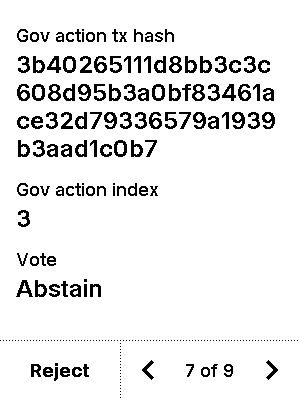 Gov action tx hash
3b40265111d8bb3c3c
608d95b3a0bf83461a
ce32d79336579a1939
b3aad1c0b7
Gov action index
3
Vote
Abstain
Reject
7 of 9